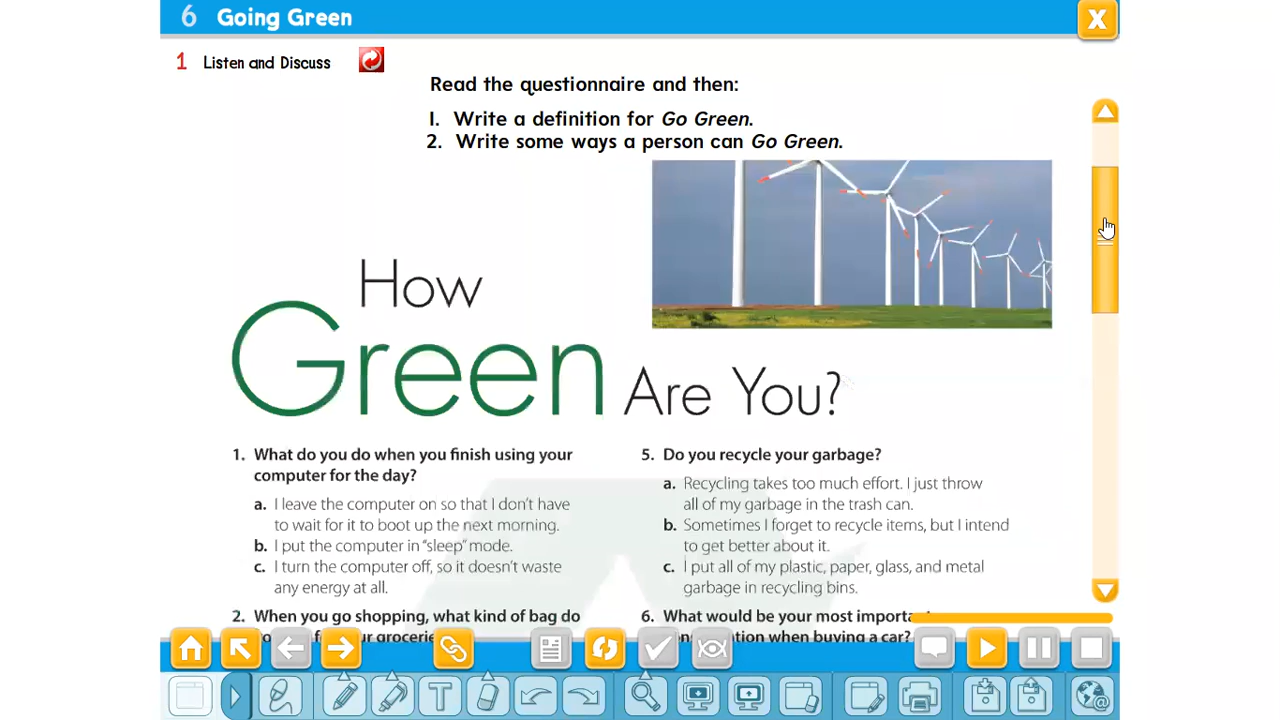 6 Going Green
X
1 Listen and Discuss
Read the questionnaire and then:
1. Write a definition for Go Green.
2. Write some ways a person can Go Green.
How
Green Are You?
1. What do you do when you finish using your
computer for the day?
a. I leave the computer on so that I don't have
to wait for it to boot up the next morning.
b. I put the computer in "sleep" mode.
c. I turn the computer off, so it doesn't waste
any energy at all.
2. When you go shopping, what kind of bag do
5. Do you recycle your garbage?
a. Recycling takes too much effort. I just throw
all of my garbage in the trash can.
b. Sometimes I forget to recycle items, but I intend
to get better about it.
c. I put all of my plastic, paper, glass, and metal
garbage in recycling bins.
6. What would be your most
when buying a car?
T